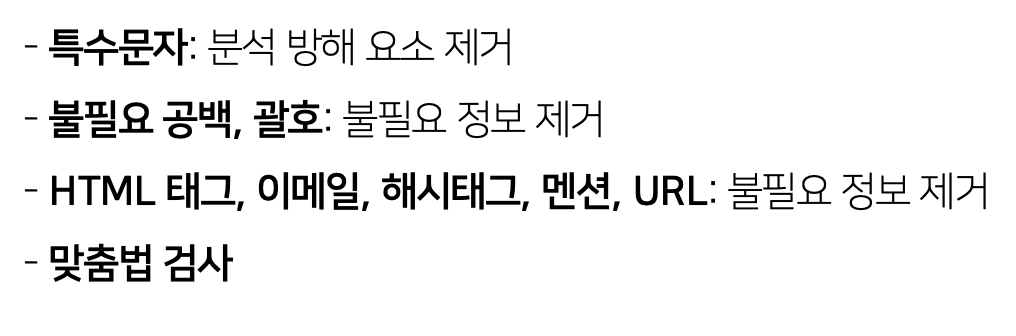 - 특수문자: 분석 방해 요소 제거
- 불필요 공백, 괄호: 불필요 정보 제거
- HTML 태그, 이메일, 해시태그, 멘션, URL: 불필요 정보 제거
- 맞춤법 검사